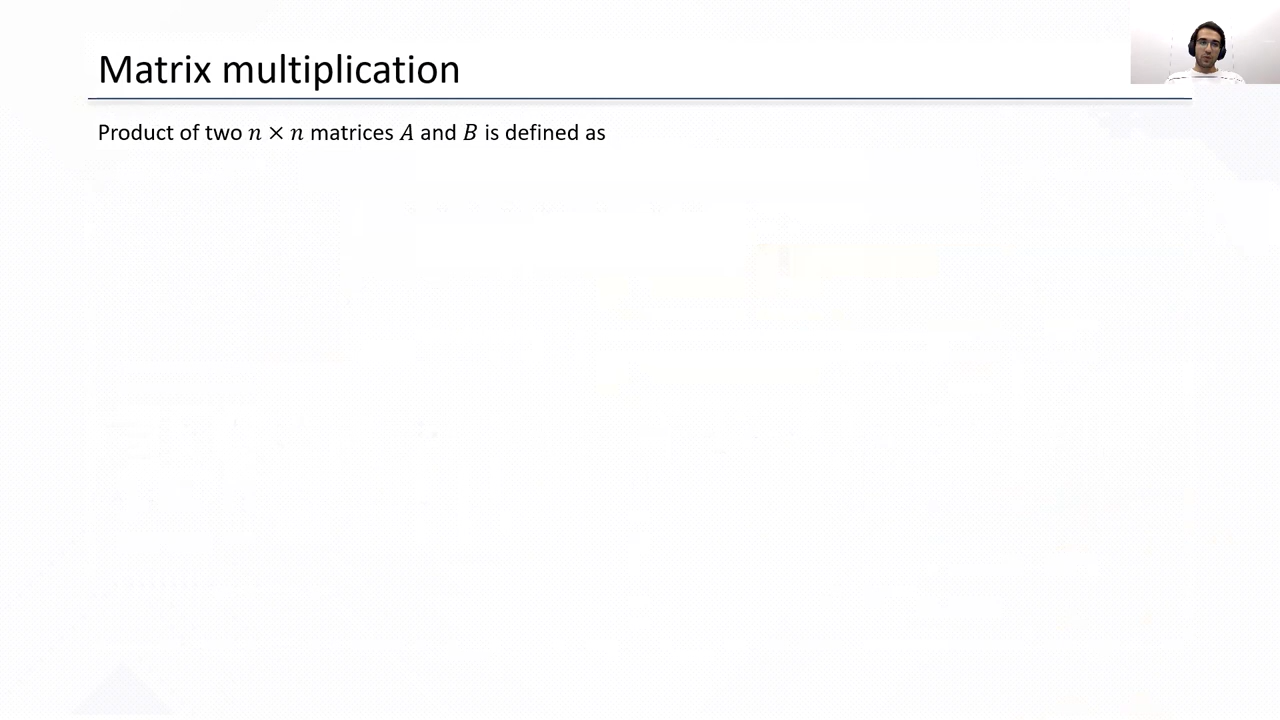 Matrix multiplication
Product of two n × n matrices A and B is defined as